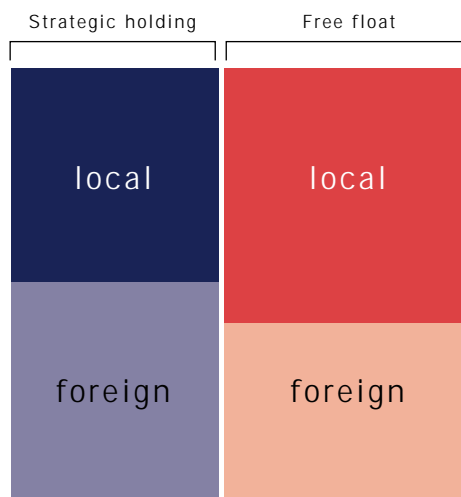 Strategic holding
Free float
local
local
foreign
foreign